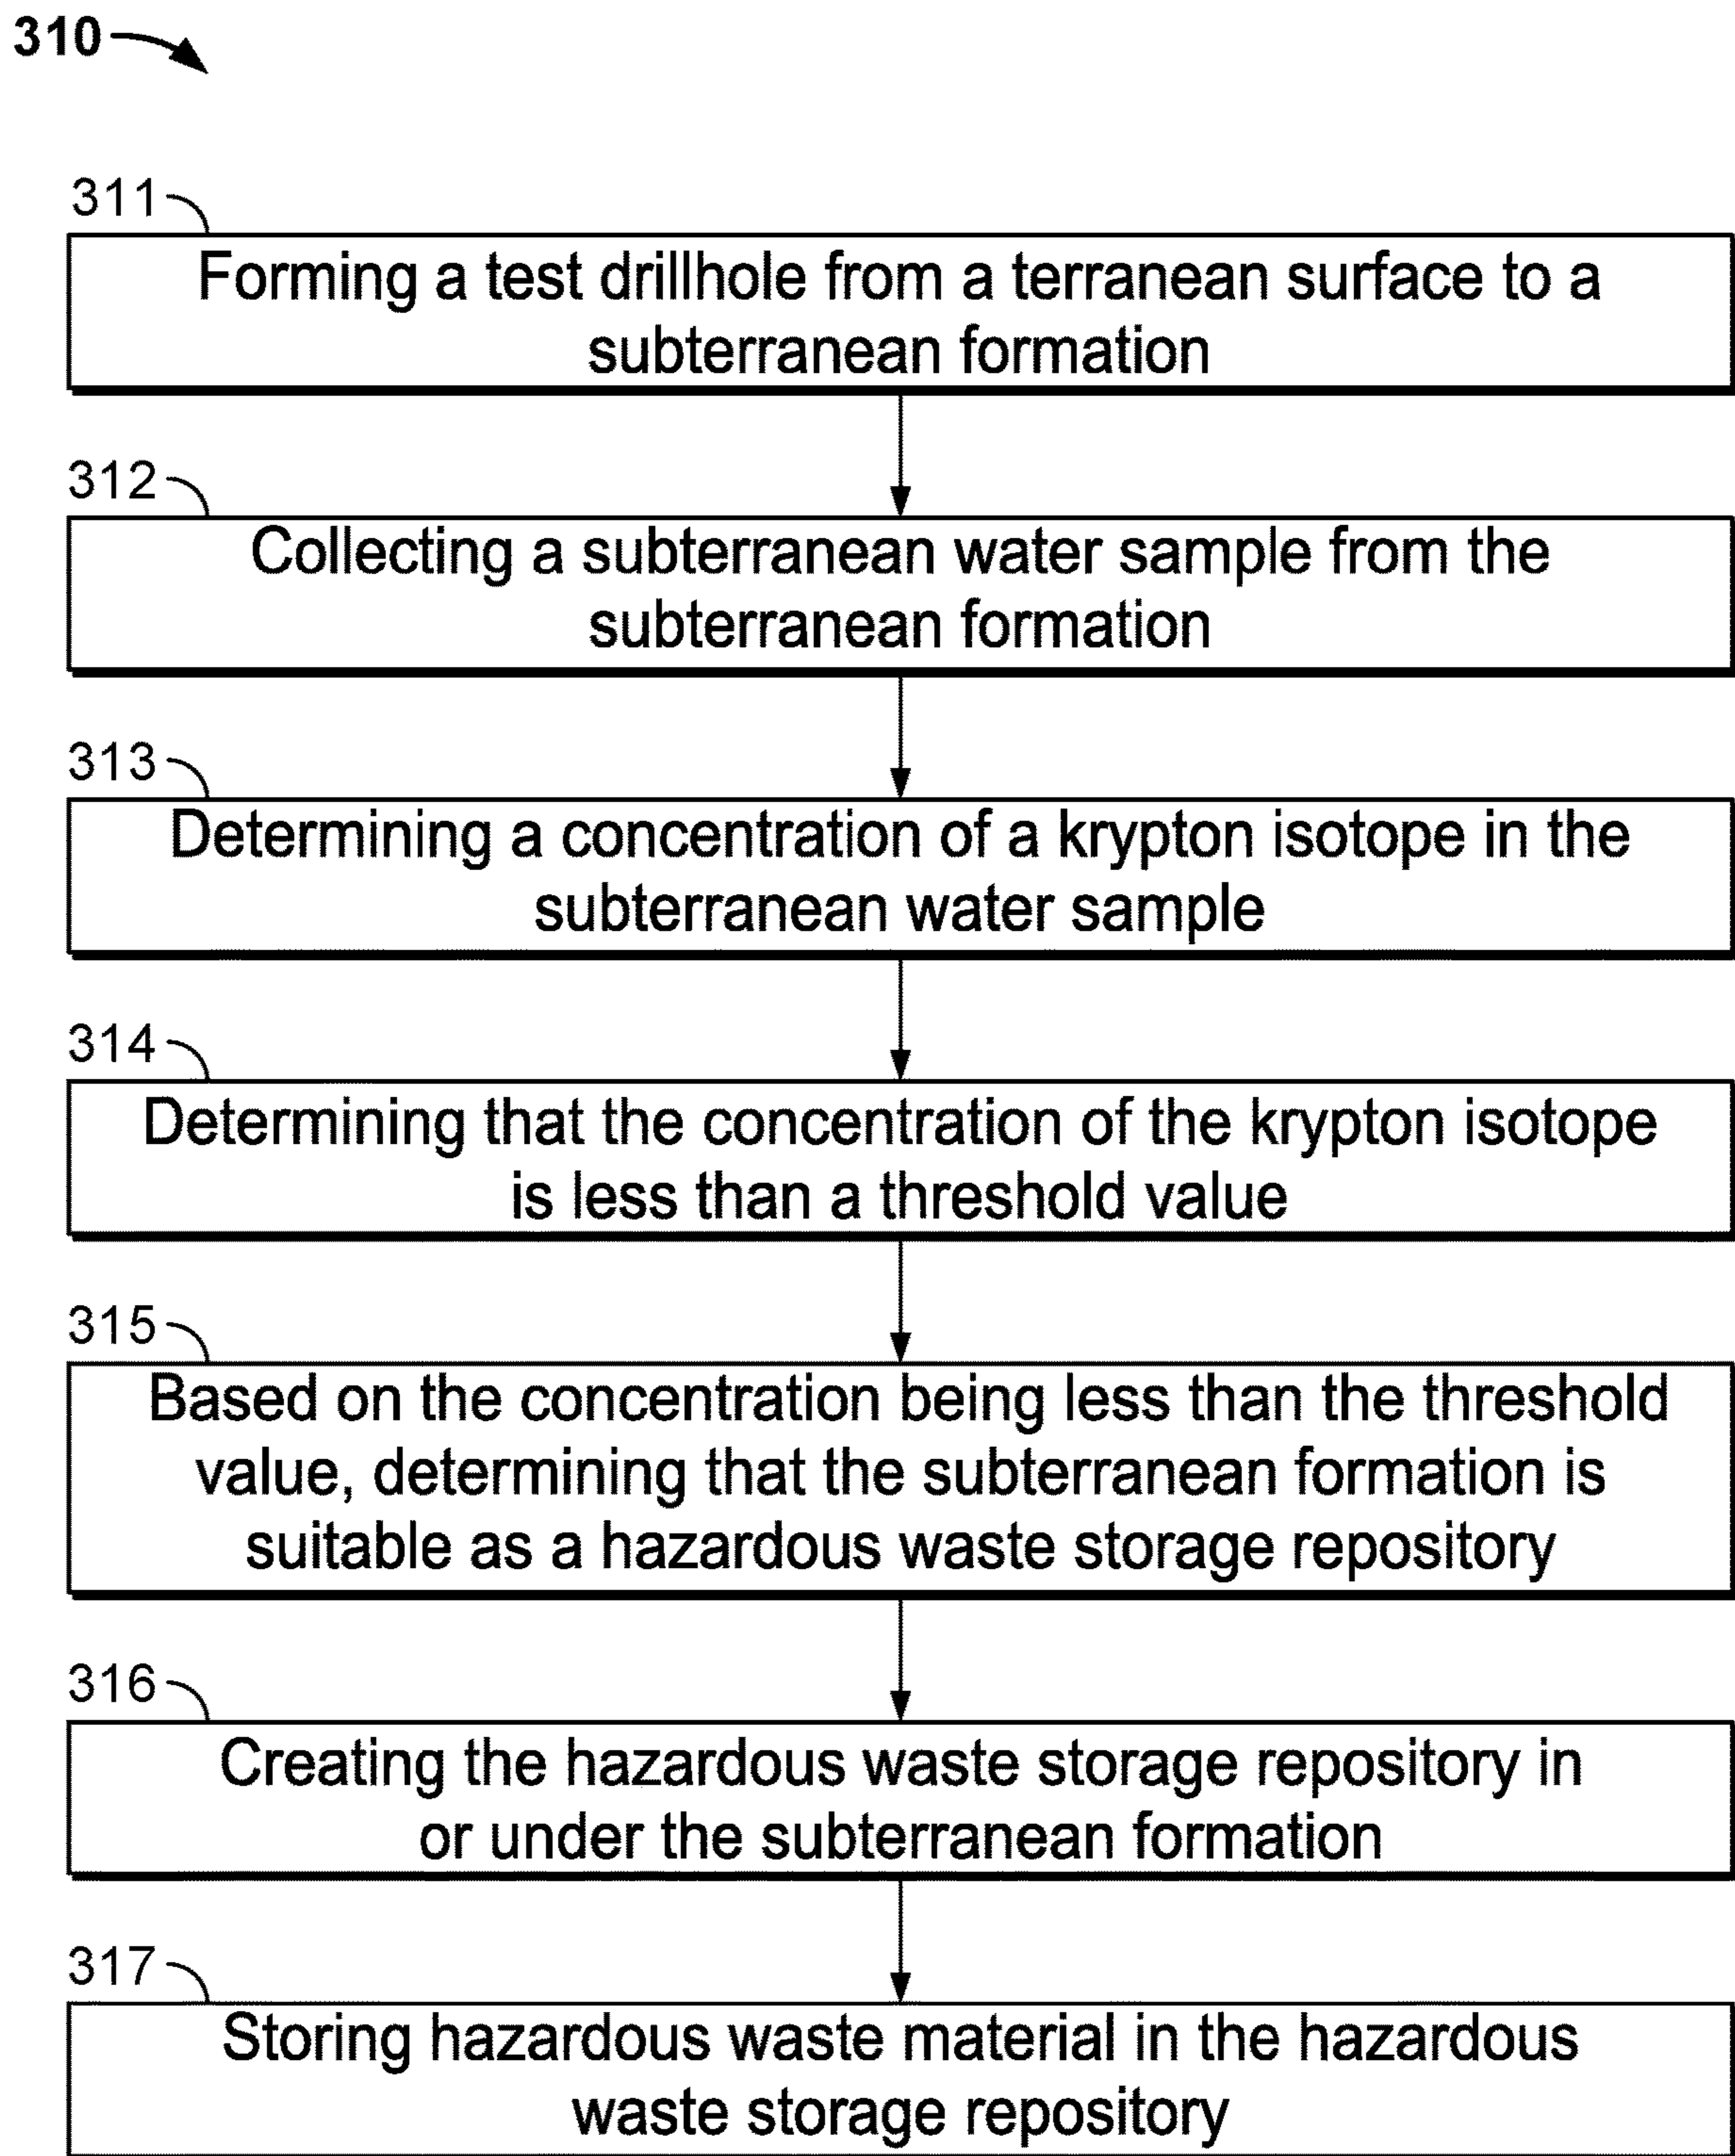 310
311
Forming a test drillhole from a terranean surface to a
subterranean formation
312
Collecting a subterranean water sample from the
subterranean formation
313
Determining a concentration of a krypton isotope in the
subterranean water sample
314
Determining that the concentration of the krypton isotope
is less than a threshold value
315
Based on the concentration being less than the threshold
value, determining that the subterranean formation is
suitable as a hazardous waste storage repository
316
Creating the hazardous waste storage repository in
or under the subterranean formation
317
Storing hazardous waste material in the hazardous
waste storage repository